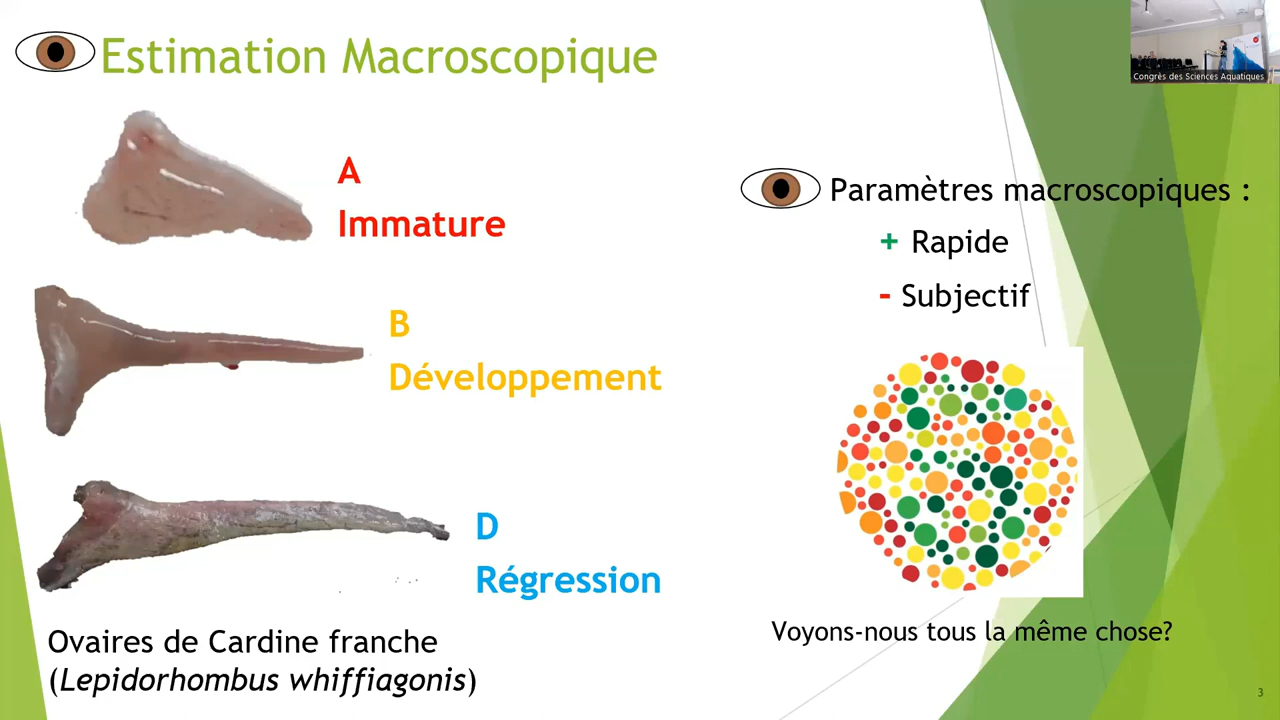 Estimation Macroscopique
Congrès des Sciences Aquatiques
A
Immature
B
Développement
D
Régression
Ovaires de Cardine franche
(Lepidorhombus whiffiagonis)
Paramètres macroscopiques :
+ Rapide
- Subjectif
Voyons-nous tous la même chose?
3